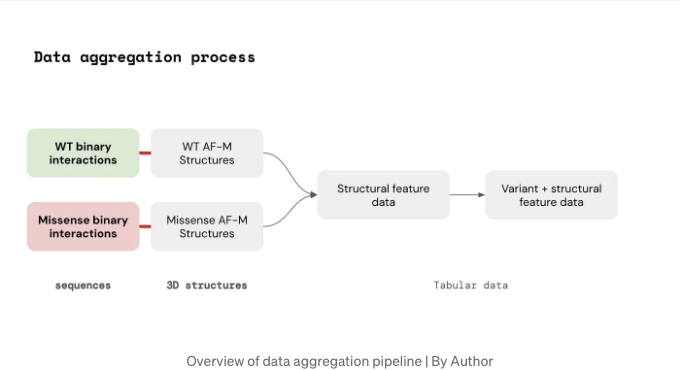 Data aggregation process
WT binary
interactions
WT AF-M
Structures
Structural feature
data
Variant + structural
feature data
Missense binary
interactions
Missense AF-M
Structures
sequences
3D structures
Tabular data
Overview of data aggregation pipeline | By Author